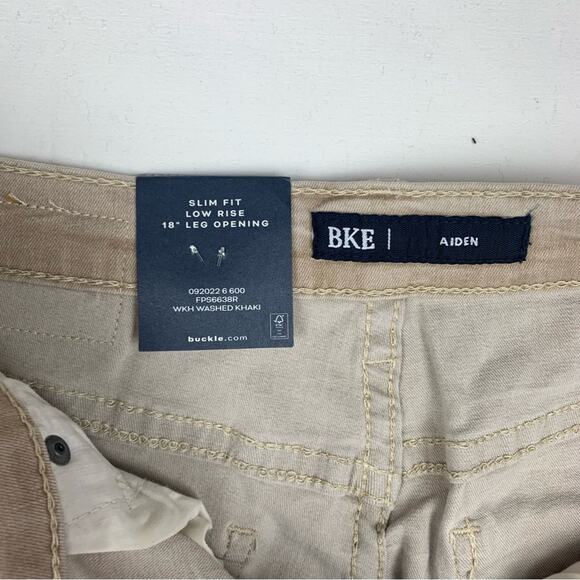 SLIM FIT
LOW RISE
18" LEG OPENING
092022 6 600
FPS6638R
WKH WASHED KHAKI
buckle.com
BKE | AIDEN